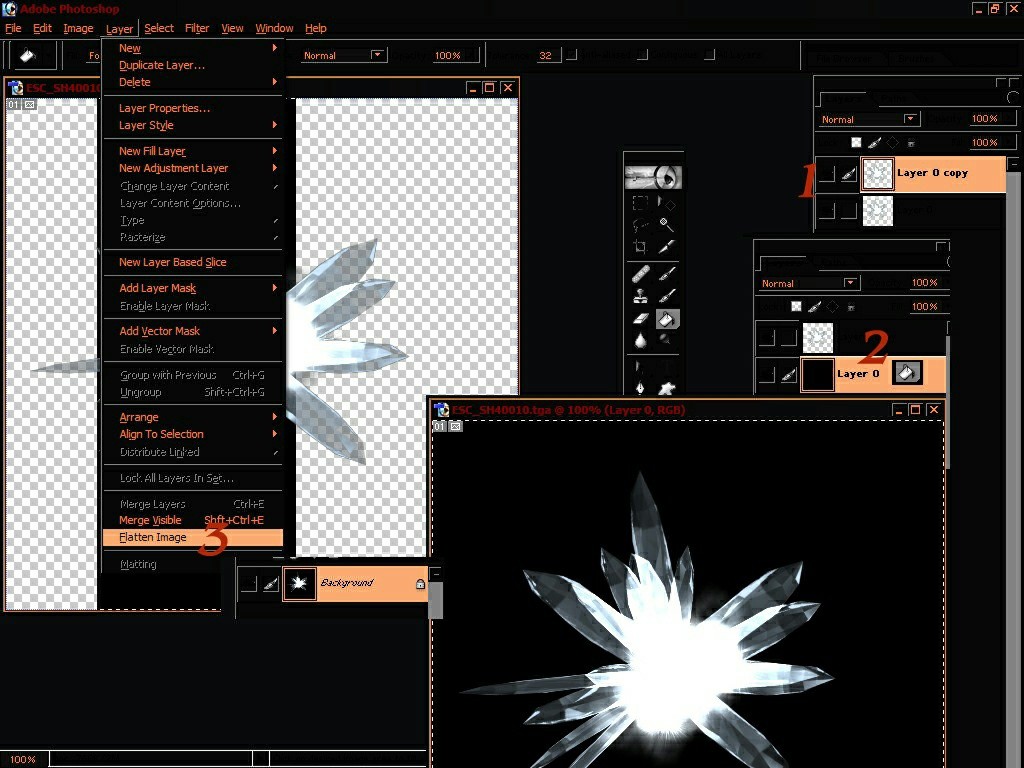 Adobe Photoshop
File Edit Image Layer Select Filter View Window Help
Normal 100% 32
ESC_SH40010
01
New
Duplicate Layer...
Delete
Layer Properties...
Layer Style
New Fill Layer
New Adjustment Layer
Change Layer Content
Layer Content Options...
Type
Rasterize
New Layer Based Slice
Add Layer Mask
Enable Layer Mask
Add Vector Mask
Enable Vector Mask
Group with Previous Ctrl+G
Ungroup Shft+Ctrl+G
Arrange
Align To Selection
Distribute Linked
Lock All Layers In Set...
Merge Layers Ctrl+E
Merge Visible Shft+Ctrl+E
Flatten Image
3
Matting
Background
Normal 100%
100%
1
Layer 0 copy
Normal 100%
100%
2
Layer 0
ESC_SH40010.tga @ 100% (Layer 0, RGB)
01
100%